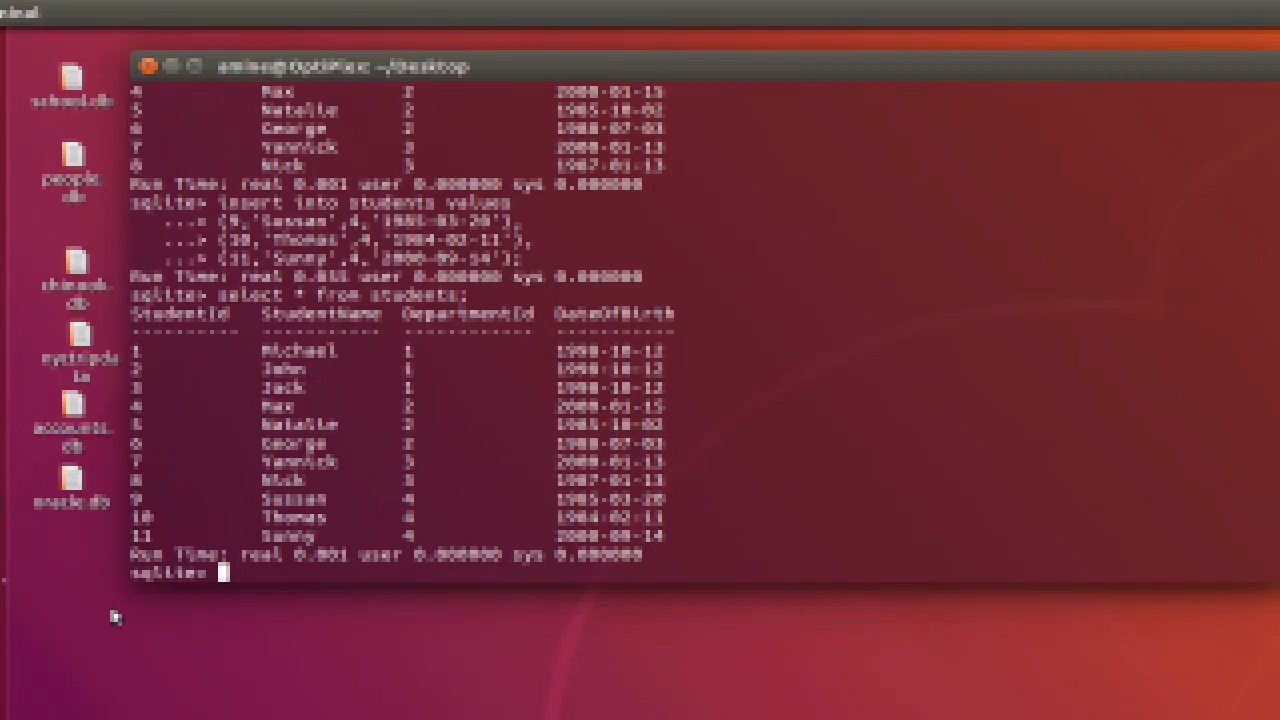 minal
amine@OptiPlex: ~/Desktop
school.db
people.
db
chinook.
db
nyctripda
ta
accounts.
db
4 Max 2 2000-01-15
5 Natalie 2 1985-10-02
6 George 2 1988-07-03
7 Yannick 3 2000-01-13
8 Nick 3 1987-01-13
Run Time: real 0.001 user 0.000000 sys 0.000000
sqlite> insert into students values
...> (9,'Sussan',4,'1985-03-20'),
...> (10,'Thomas',4,'1984-02-11'),
...> (11,'Sunny',4,'2000-09-14');
Run Time: real user 0.000000 sys 0.000000
sqlite> select * from students;
StudentId StudentName DepartmentId DateOfBirth
---------- ----------- ------------ -----------
1 Michael 1 1998-10-12
2 John 1 1998-10-12
3 Jack 1 1998-10-12
4 Max 2 2000-01-15
5 Natalie 2 1985-10-02
6 George 2 1988-07-03
7 Yannick 3 2000-01-13
8 Nick 3 1987-01-13
9 Sussan 4 1985-03-20
10 Thomas 4 1984-02-11
11 Sunny 4 2000-09-14
Run Time: real 0.001 user 0.000000 sys 0.000000
sqlite>